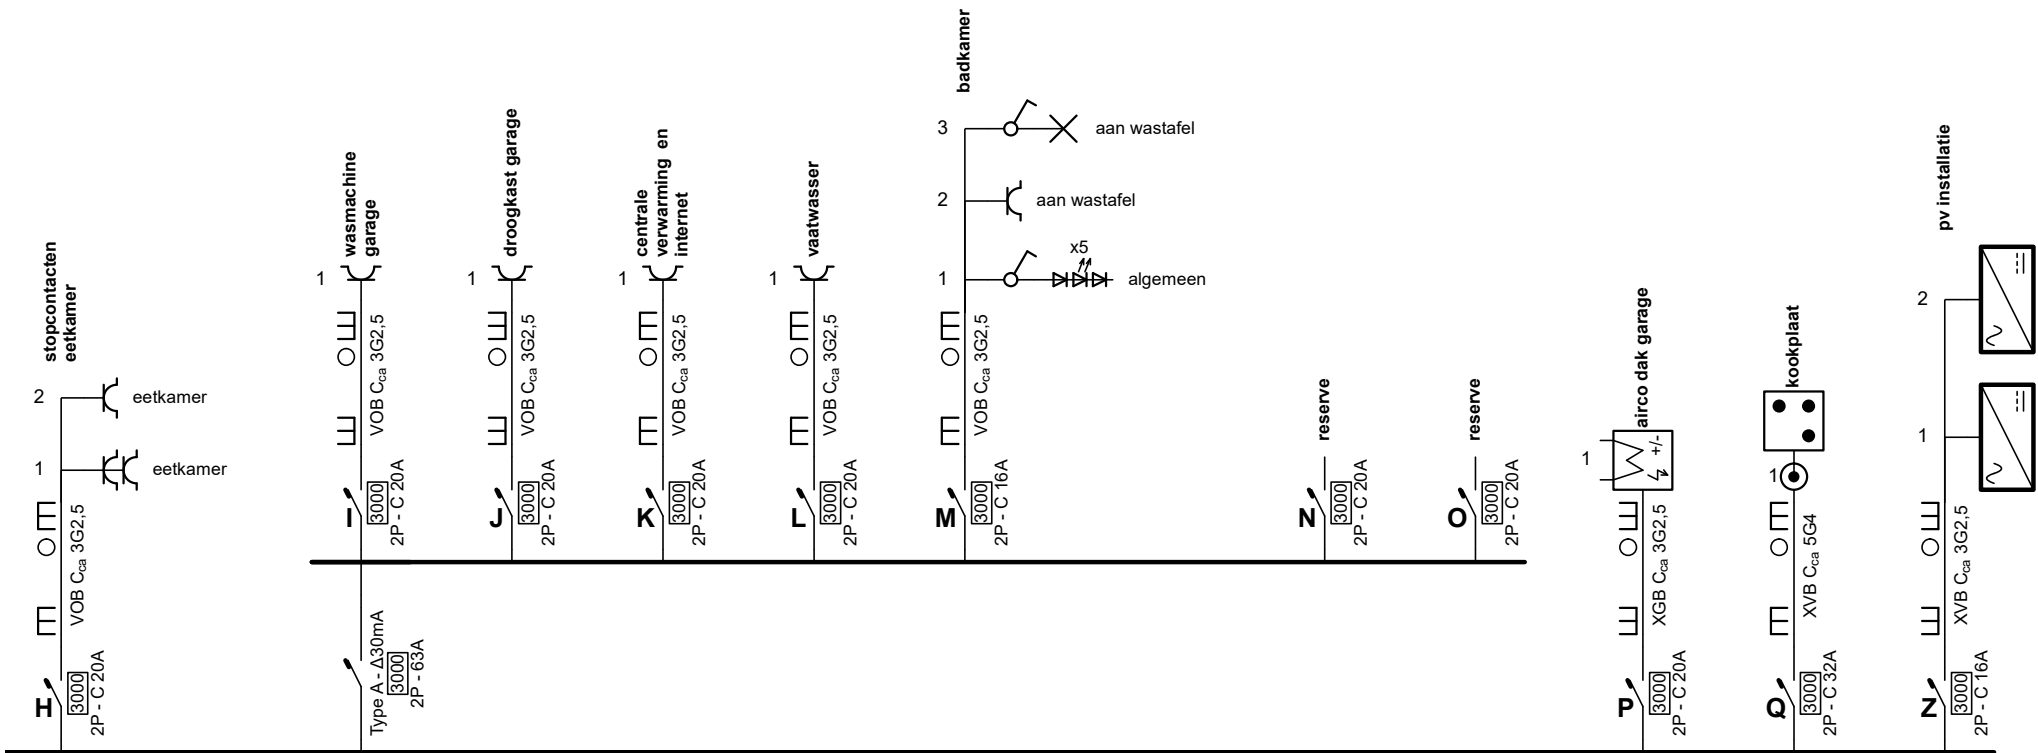 stopcontacten
eetkamer
2 eetkamer
1 eetkamer
VOB Cca 3G2,5
H
3000
2P - C 20A
wasmachine
garage
1
VOB Cca 3G2,5
I
3000
2P - C 20A
Type A - Δ30mA
3000
2P - 63A
droogkast garage
1
VOB Cca 3G2,5
J
3000
2P - C 20A
centrale
verwarming en
internet
1
VOB Cca 3G2,5
K
3000
2P - C 20A
vaatwasser
1
VOB Cca 3G2,5
L
3000
2P - C 20A
badkamer
3 aan wastafel
2 aan wastafel
x5
1 algemeen
VOB Cca 3G2,5
M
3000
2P - C 16A
reserve
N
3000
2P - C 20A
reserve
O
3000
2P - C 20A
airco dak garage
1
+/-
XGB Cca 3G2,5
P
3000
2P - C 20A
kookplaat
1
XVB Cca 5G4
Q
3000
2P - C 32A
pv installatie
2
1
XVB Cca 3G2,5
Z
3000
2P - C 16A